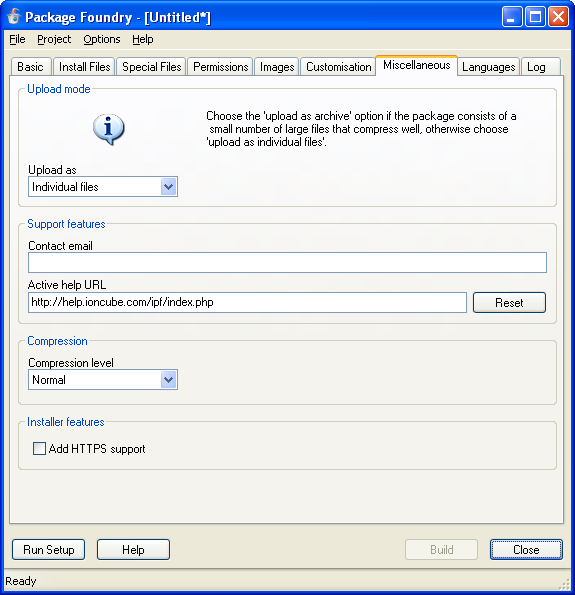 Package Foundry - [Untitled*]
File Project Options Help
Basic Install Files Special Files Permissions Images Customisation Miscellaneous Languages Log
Upload mode
Choose the 'upload as archive' option if the package consists of a
small number of large files that compress well, otherwise choose
'upload as individual files'.
Upload as
Individual files
Support features
Contact email
Active help URL
http://help.ioncube.com/ipf/index.php
Reset
Compression
Compression level
Normal
Installer features
Add HTTPS support
Run Setup Help Build Close
Ready